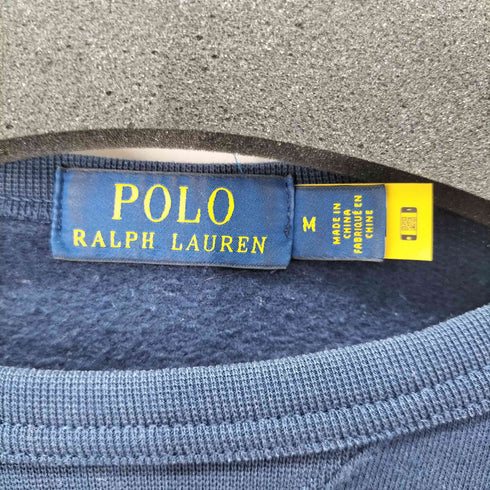 POLO
RALPH LAUREN
M
MADE IN
CHINA
FABRIQUÉ EN
CHINE